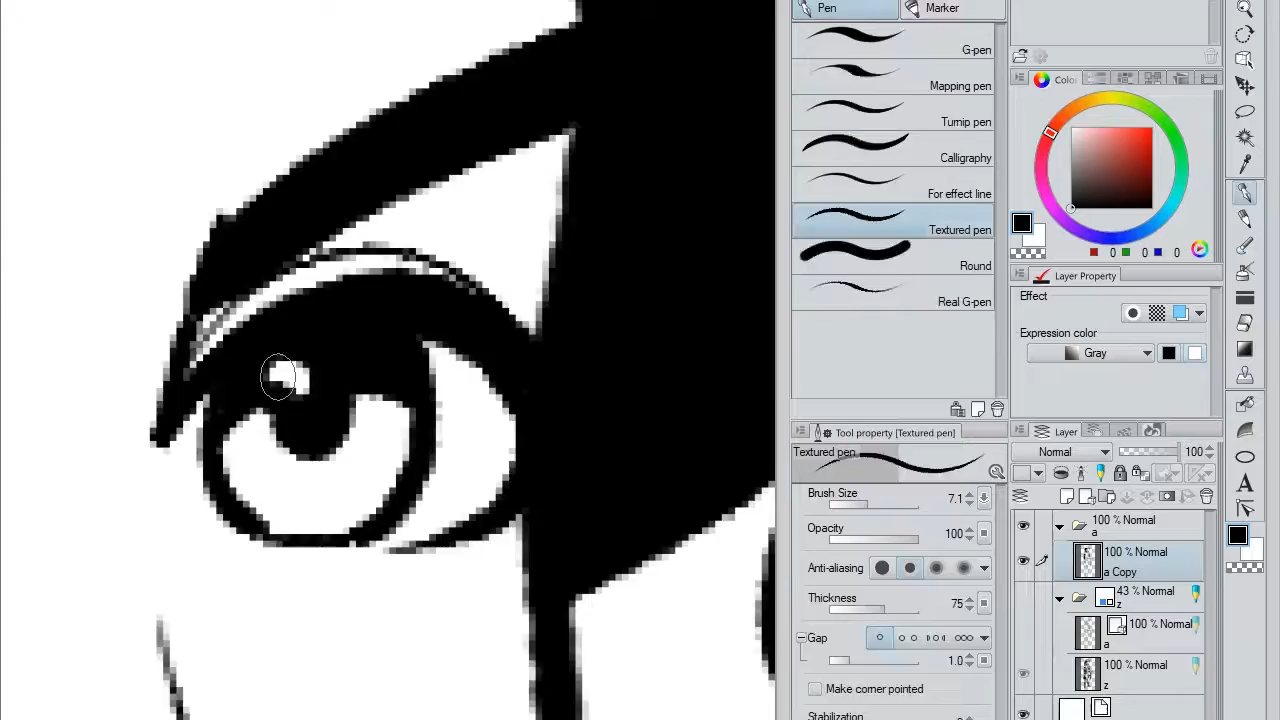 Pen
Marker
G-pen
Mapping pen
Turnip pen
Calligraphy
For effect line
Textured pen
Round
Real G-pen
Color
0 0 0
Layer Property
Effect
Expression color
Gray
Tool property [Textured pen]
Textured pen
Brush Size 7.1
Opacity 100
Anti-aliasing
Thickness 75
Gap
Make corner pointed
Stabilization
Layer
Normal 100
100 % Normal
100 % Normal
a Copy
43 % Normal
z
100 % Normal
a
100 % Normal
z